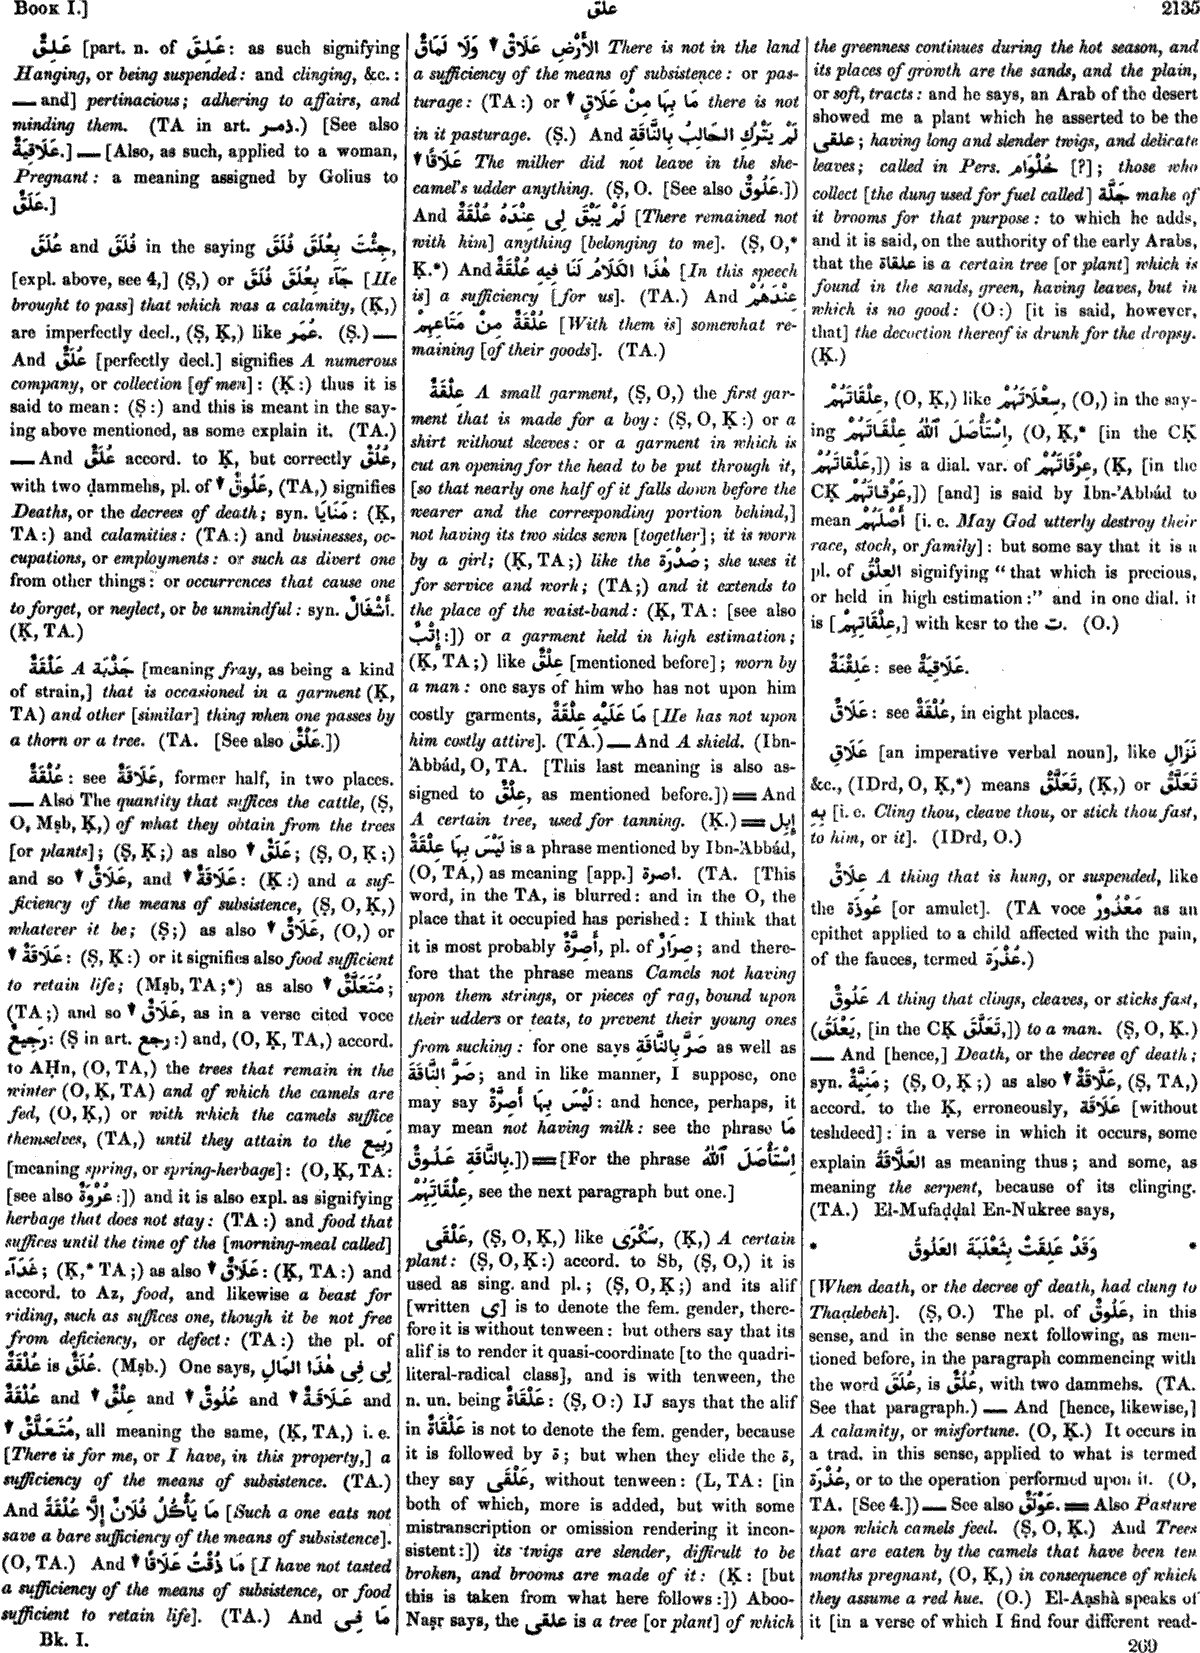 Book I.]
علق
2135
عَلِقٌ [part. n. of عَلِقَ: as such signifying
Hanging, or being suspended: and clinging, &c.:
— and] pertinacious; adhering to affairs, and
minding them. (TA in art. ذمر.) [See also
عَلَاقِيَةٌ.] — [Also, as such, applied to a woman,
Pregnant: a meaning assigned by Golius to
عَلَقٌ.]
عُلَقَ and فُلَقَ in the saying جِئْتَ بِعُلَقَ فُلَقَ,
[expl. above, see 4,] (Ṣ,) or جَآءَ بِعُلَقَ فُلَقَ [He
brought to pass] that which was a calamity, (Ḳ,)
are imperfectly decl., (Ṣ, Ḳ,) like عُمَر. (Ṣ.) —
And عُلَقٌ [perfectly decl.] signifies A numerous
company, or collection [of men]: (Ḳ:) thus it is
said to mean: (Ṣ:) and this is meant in the say-
ing above mentioned, as some explain it. (TA.)
— And عُلَقٌ accord. to Ḳ, but correctly عُلُقٌ,
with two ḍammehs, pl. of ▼ عَلُوقٌ, (TA,) signifies
Deaths, or the decrees of death; syn. مَنَايَا: (Ḳ,
TA:) and calamities: (TA:) and businesses, oc-
cupations, or employments: or such as divert one
from other things: or occurrences that cause one
to forget, or neglect, or be unmindful: syn. أَشْغَالٌ.
(Ḳ, TA.)
عَلْقَةٌ A جَذْبَة [meaning fray, as being a kind
of strain,] that is occasioned in a garment (Ḳ,
TA) and other [similar] thing when one passes by
a thorn or a tree. (TA. [See also عَلْقٌ.])
عُلْقَةٌ: see عَلَاقَةٌ, former half, in two places.
— Also The quantity that suffices the cattle, (Ṣ,
O, Mṣb, Ḳ,) of what they obtain from the trees
[or plants]; (Ṣ, Ḳ;) as also ▼ عَلَقٌ; (Ṣ, O, Ḳ;)
and so ▼ عَلَاقٌ, and ▼ عَلَاقَةٌ: (Ḳ:) and a suf-
ficiency of the means of subsistence, (Ṣ, O, Ḳ,)
whatever it be; (Ṣ;) as also ▼ عَلَاقٌ, (O,) or
▼ عَلَاقَةٌ: (Ṣ, Ḳ:) or it signifies also food sufficient
to retain life; (Mṣb, TA;*) as also ▼ مُتَعَلَّقٌ;
(TA;) and so ▼ عَلَاقٌ, as in a verse cited voce
رَجِيعٌ: (Ṣ in art. رجع:) and, (O, Ḳ, TA,) accord.
to AḤn, (O, TA,) the trees that remain in the
winter (O, Ḳ, TA) and of which the camels are
fed, (O, Ḳ,) or with which the camels suffice
themselves, (TA,) until they attain to the رَبِيع
[meaning spring, or spring-herbage]: (O, Ḳ, TA:
[see also عُرْوَةٌ:]) and it is also expl. as signifying
herbage that does not stay: (TA:) and food that
suffices until the time of the [morning-meal called]
غَدَآء; (Ḳ,* TA;) as also ▼ عَلَاقٌ: (Ḳ, TA:) and
accord. to Az, food, and likewise a beast for
riding, such as suffices one, though it be not free
from deficiency, or defect: (TA:) the pl. of
عُلْقَةٌ is عُلَقٌ. (Mṣb.) One says, لِى فِى هٰذَا المَالِ
عُلْقَةٌ and ▼ عِلْقٌ and ▼ عُلُوقٌ and ▼ عَلَاقَةٌ and
▼ مُتَعَلَّقٌ, all meaning the same, (Ḳ, TA,) i. e.
[There is for me, or I have, in this property,] a
sufficiency of the means of subsistence. (TA.)
And مَا يَأْكُلُ فُلَانٌ إِلَّا عُلْقَةً [Such a one eats not
save a bare sufficiency of the means of subsistence].
(O, TA.) And ▼ مَا ذُقْتُ عَلَاقًا [I have not tasted
a sufficiency of the means of subsistence, or food
sufficient to retain life]. (TA.) And مَا فِى
Bk. I.
الأَرْضِ عَلَاقٌ ▼ وَلَا لَمَاقٌ There is not in the land
a sufficiency of the means of subsistence: or pas-
turage: (TA:) or ▼ مَا بِهَا مِنْ عَلَاقٍ there is not
in it pasturage. (Ṣ.) And لَمْ يَتْرُكِ الحَالِبُ بِالنَّاقَةِ
▼ عَلَاقًا The milker did not leave in the she-
camel's udder anything. (Ṣ, O. [See also عَلُوقٌ.])
And لَمْ يَبْقَ لِى عِنْدَهُ عُلْقَةٌ [There remained not
with him] anything [belonging to me]. (Ṣ, O,*
Ḳ.*) And هٰذَا الكَلَامُ لَنَا فِيهِ عُلْقَةٌ [In this speech
is] a sufficiency [for us]. (TA.) And عِنْدَهُمْ
عُلْقَةٌ مِنْ مَتَاعِهِمْ [With them is] somewhat re-
maining [of their goods]. (TA.)
عِلْقَةٌ A small garment, (Ṣ, O,) the first gar-
ment that is made for a boy: (Ṣ, O, Ḳ:) or a
shirt without sleeves: or a garment in which is
cut an opening for the head to be put through it,
[so that nearly one half of it falls down before the
wearer and the corresponding portion behind,]
not having its two sides sewn [together]; it is worn
by a girl; (Ḳ, TA;) like the صُدْرَة; she uses it
for service and work; (TA;) and it extends to
the place of the waist-band: (Ḳ, TA: [see also
إِتْبٌ:]) or a garment held in high estimation;
(Ḳ, TA;) like عِلْقٌ [mentioned before]; worn by
a man: one says of him who has not upon him
costly garments, مَا عَلَيْهِ عِلْقَةٌ [He has not upon
him costly attire]. (TA.) — And A shield. (Ibn-
'Abbád, O, TA. [This last meaning is also as-
signed to عِلْقٌ, as mentioned before.]) = And
A certain tree, used for tanning. (K.) = إِبِل
لَيْسَ بِهَا عِلْقَةٌ is a phrase mentioned by Ibn-'Abbád,
(O, TA,) as meaning [app.] اصرة. (TA. [This
word, in the TA, is blurred: and in the O, the
place that it occupied has perished: I think that
it is most probably أَصِرَّةٌ, pl. of صِرَارٌ; and there-
fore that the phrase means Camels not having
upon them strings, or pieces of rag, bound upon
their udders or teats, to prevent their young ones
from sucking: for one says صَرَّ بِالنَّاقَةِ as well as
صَرَّ النَّاقَةَ; and in like manner, I suppose, one
may say لَيْسَ بِهَا أَصِرَّةٌ: and hence, perhaps, it
may mean not having milk: see the phrase مَا
بِالنَّاقَةِ عَلُوقٌ.]) = [For the phrase اِسْتَأْصَلَ ٱللّٰهُ
عِلْقَاتِهِمْ, see the next paragraph but one.]
عَلْقَى, (Ṣ, O, Ḳ,) like سَكْرَى, (Ḳ,) A certain
plant: (Ṣ, O, Ḳ:) accord. to Sb, (Ṣ, O,) it is
used as sing. and pl.; (Ṣ, O, Ḳ;) and its alif
[written ى] is to denote the fem. gender, there-
fore it is without tenween: but others say that its
alif is to render it quasi-coordinate [to the quadri-
literal-radical class], and is with tenween, the
n. un. being عَلْقَاةٌ: (Ṣ, O:) IJ says that the alif
in عَلْقَاةٌ is not to denote the fem. gender, because
it is followed by ة; but when they elide the ة,
they say عَلْقَى, without tenween: (L, TA: [in
both of which, more is added, but with some
mistranscription or omission rendering it incon-
sistent:]) its twigs are slender, difficult to be
broken, and brooms are made of it: (Ḳ: [but
this is taken from what here follows:]) Aboo-
Naṣr says, the علقى is a tree [or plant] of which
the greenness continues during the hot season, and
its places of growth are the sands, and the plain,
or soft, tracts: and he says, an Arab of the desert
showed me a plant which he asserted to be the
علقى; having long and slender twigs, and delicate
leaves; called in Pers. خُلْوَام [?]; those who
collect [the dung used for fuel called] جَلَّة make of
it brooms for that purpose: to which he adds,
and it is said, on the authority of the early Arabs,
that the علقاة is a certain tree [or plant] which is
found in the sands, green, having leaves, but in
which is no good: (O:) [it is said, however,
that] the decoction thereof is drunk for the dropsy.
(Ḳ.)
عِلْقَاتَهُمْ, (O, Ḳ,) like سِعْلَاتَهُمْ, (O,) in the say-
ing اِسْتَأْصَلَ ٱللّٰهُ عِلْقَاتَهُمْ, (O, Ḳ,* [in the CḲ
عَلْقَاتَهُمْ,]) is a dial. var. of عِرْقَاتَهُمْ, (Ḳ, [in the
CḲ عَرْقَاتَهُمْ,]) [and] is said by Ibn-'Abbád to
mean أَصْلَهُمْ [i. e. May God utterly destroy their
race, stock, or family]: but some say that it is a
pl. of العِلْقُ signifying "that which is precious,
or held in high estimation:" and in one dial. it
is [عِلْقَاتِهِمْ,] with kesr to the ت. (O.)
عِلْقِنَةٌ: see عَلَاقِيَةٌ.
عَلَاقٌ: see عُلْقَةٌ, in eight places.
عَلَاقِ [an imperative verbal noun], like نَزَالِ
&c., (IDrd, O, Ḳ,*) means تَعَلَّقْ, (Ḳ,) or تَعَلَّقْ
بِهِ [i. e. Cling thou, cleave thou, or stick thou fast,
to him, or it]. (IDrd, O.)
عِلَاقٌ A thing that is hung, or suspended, like
the عُوذَة [or amulet]. (TA voce مَعْذُورٌ as an
epithet applied to a child affected with the pain,
of the fauces, termed عُذْرَة.)
عَلُوقٌ A thing that clings, cleaves, or sticks fast,
(يَعْلَقُ, [in the CḲ تَعَلَّقَ,]) to a man. (Ṣ, O, Ḳ.)
— And [hence,] Death, or the decree of death;
syn. مَنِيَّةٌ; (Ṣ, O, Ḳ;) as also ▼ عَلَّاقَةٌ, (Ṣ, TA,)
accord. to the Ḳ, erroneously, عَلَاقَةٌ [without
teshdeed]: in a verse in which it occurs, some
explain العَلَّاقَةُ as meaning thus; and some, as
meaning the serpent, because of its clinging.
(TA.) El-Mufaḍḍal En-Nukree says,
* وَقَدْ عَلِقَتْ بِثَعْلَبَةَ العَلُوقُ *
[When death, or the decree of death, had clung to
Thaạlebeh]. (Ṣ, O.) The pl. of عَلُوقٌ, in this
sense, and in the sense next following, as men-
tioned before, in the paragraph commencing with
the word عُلَقَ, is عُلُقٌ, with two ḍammehs. (TA.
See that paragraph.) — And [hence, likewise,]
A calamity, or misfortune. (O, Ḳ.) It occurs in
a trad. in this sense, applied to what is termed
عُذْرَة, or to the operation performed upon it. (O,
TA. [See 4.]) — See also عَوْلَقٌ. = Also Pasture
upon which camels feed. (Ṣ, O, Ḳ.) And Trees
that are eaten by the camels that have been ten
months pregnant, (O, Ḳ,) in consequence of which
they assume a red hue. (O.) El-Aạshà speaks of
it [in a verse of which I find four different read-
269